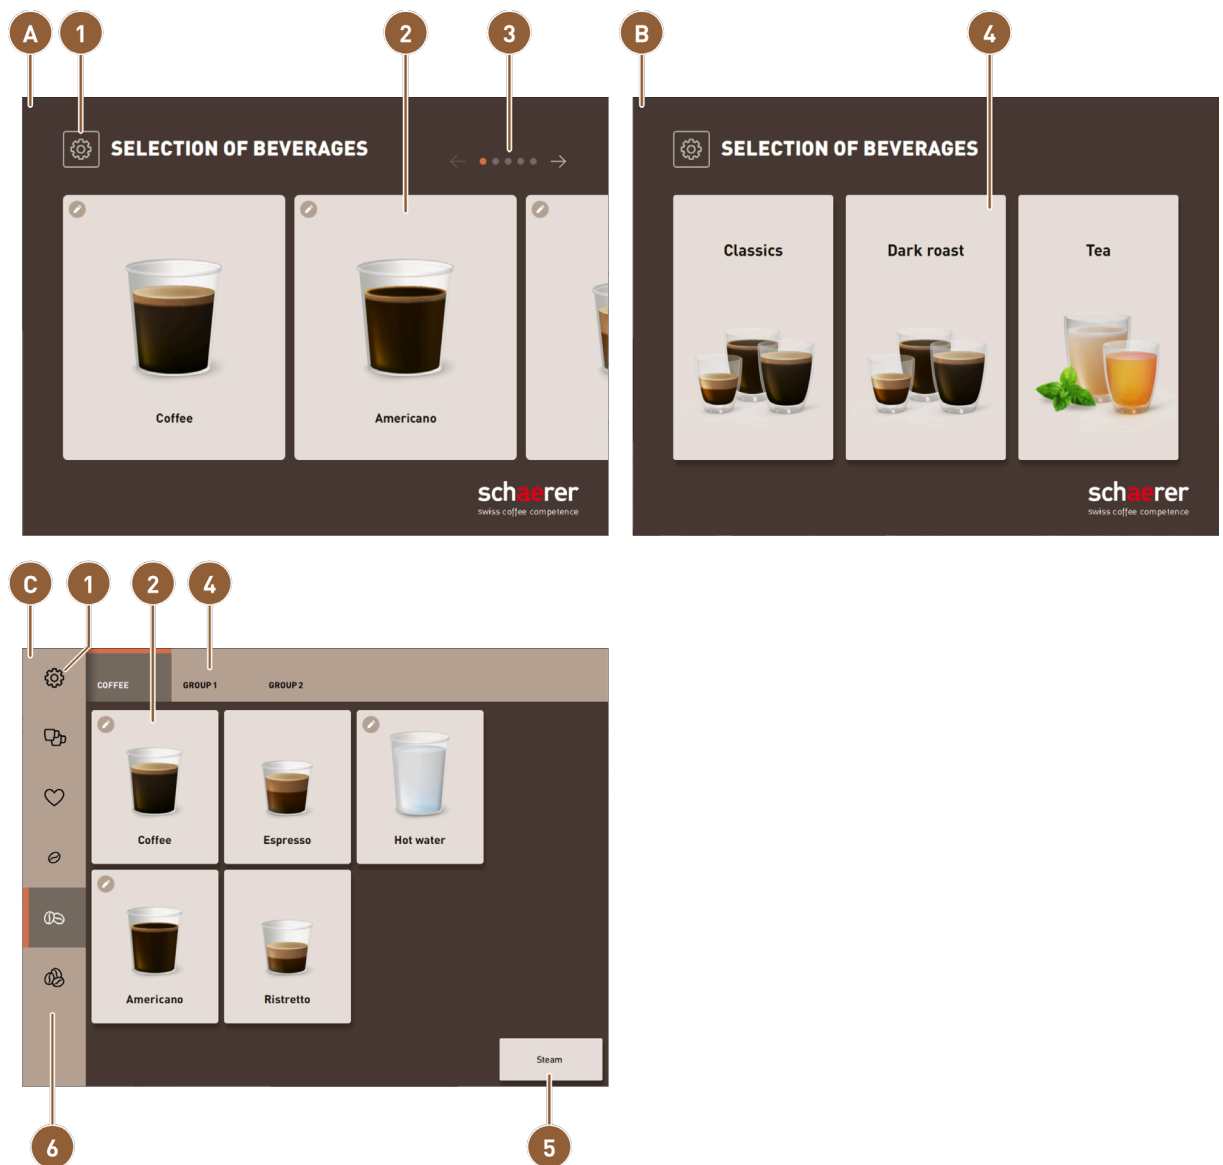 A 1 2 3
SELECTION OF BEVERAGES
Coffee
Americano
schaerer
swiss coffee competence
B 4
SELECTION OF BEVERAGES
Classics
Dark roast
Tea
schaerer
swiss coffee competence
C 1 2 4
COFFEE GROUP 1 GROUP 2
Coffee Espresso Hot water
Americano Ristretto
Steam
6 5